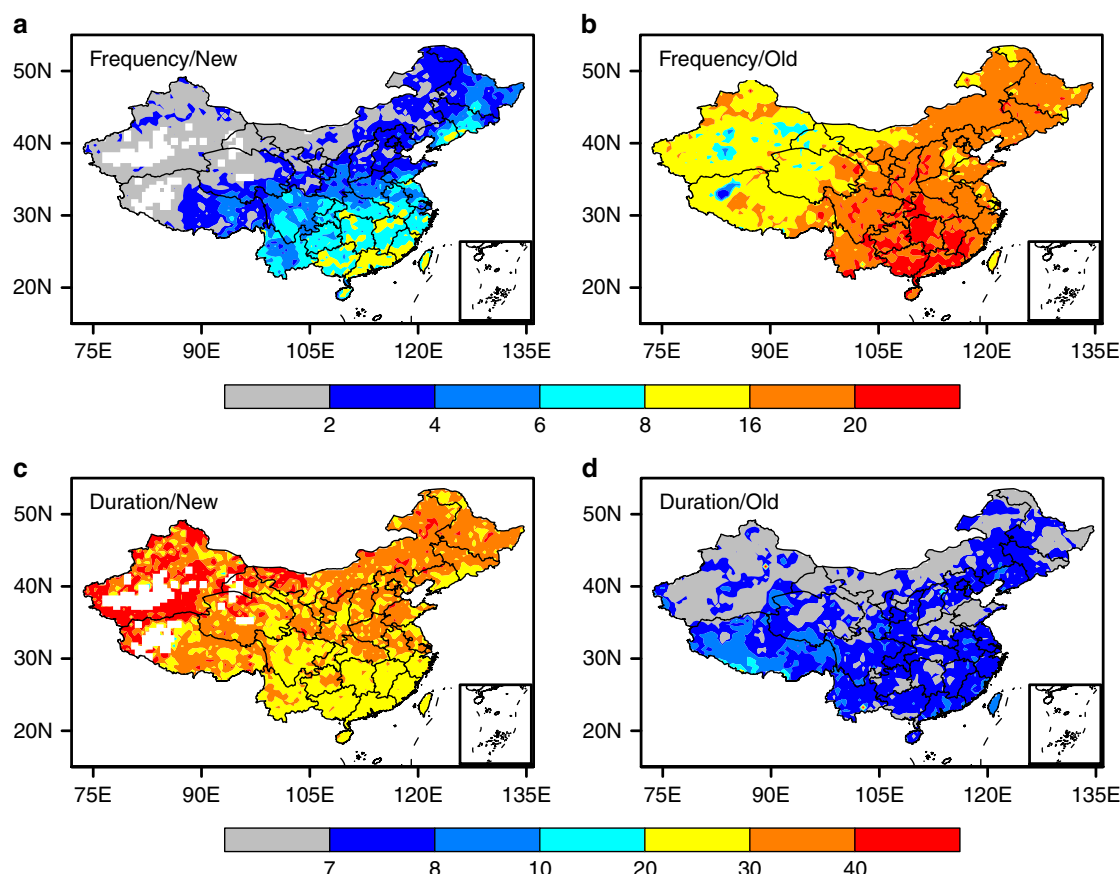 a
b
Frequency/New
Frequency/Old
50N
50N
40N
40N
30N
30N
20N
20N
75E 90E 105E 120E 135E
75E 90E 105E 120E 135E
2 4 6 8 16 20
c
d
Duration/New
Duration/Old
50N
50N
40N
40N
30N
30N
20N
20N
75E 90E 105E 120E 135E
75E 90E 105E 120E 135E
7 8 10 20 30 40